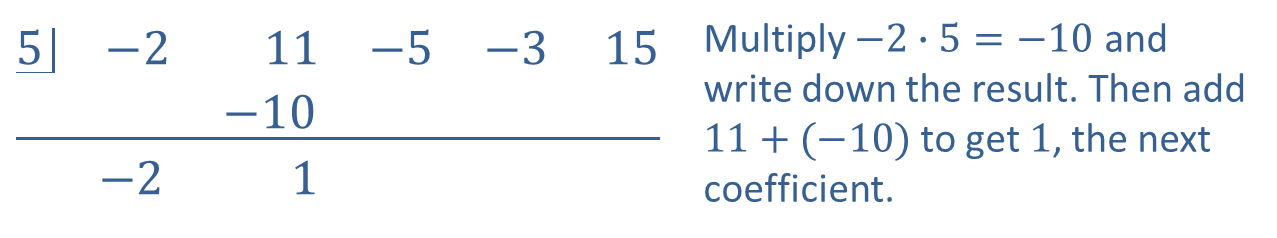 5| −2 11 −5 −3 15
−10
−2 1
Multiply −2 · 5 = −10 and
write down the result. Then add
11 + (−10) to get 1, the next
coefficient.